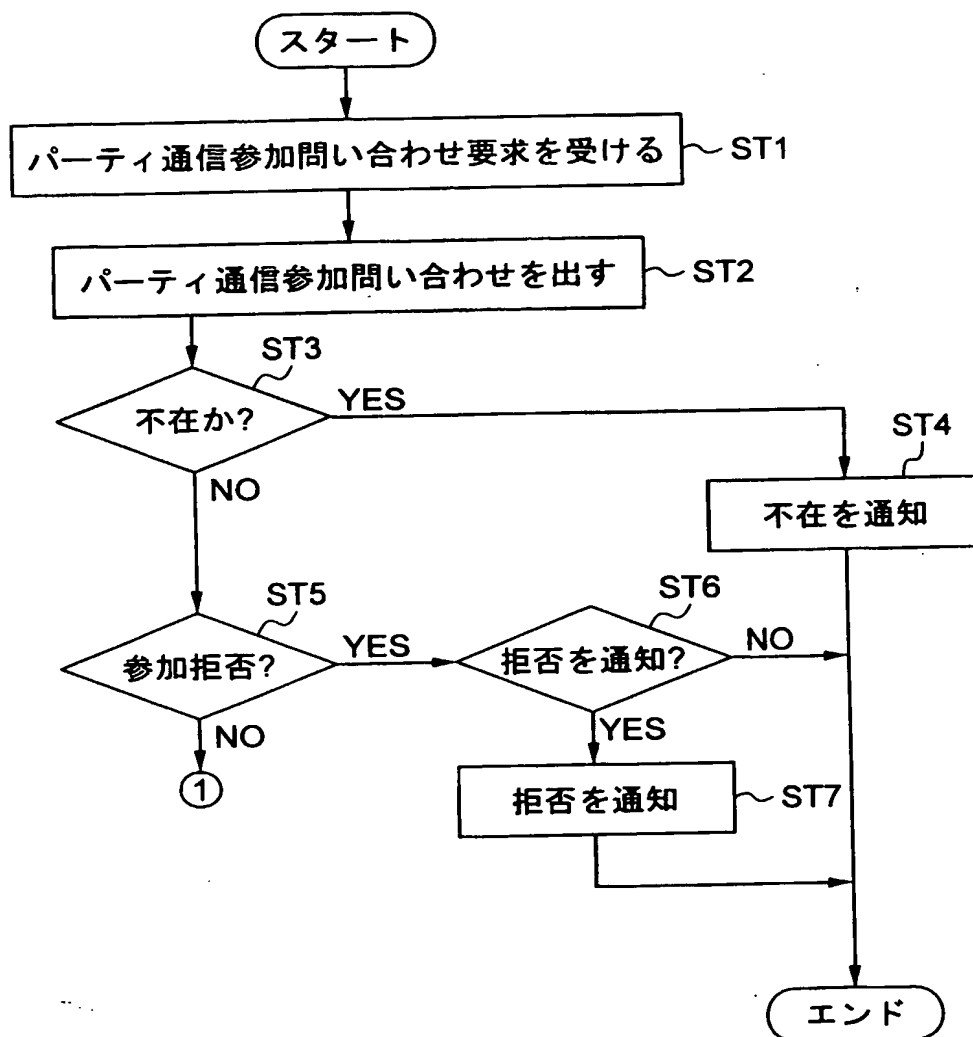 スタート
パーティ通信参加問い合わせ要求を受ける
ST1
パーティ通信参加問い合わせを出す
ST2
ST3
不在か?
YES
NO
ST4
不在を通知
ST5
参加拒否?
YES
NO
ST6
拒否を通知?
NO
YES
①
拒否を通知
ST7
エンド